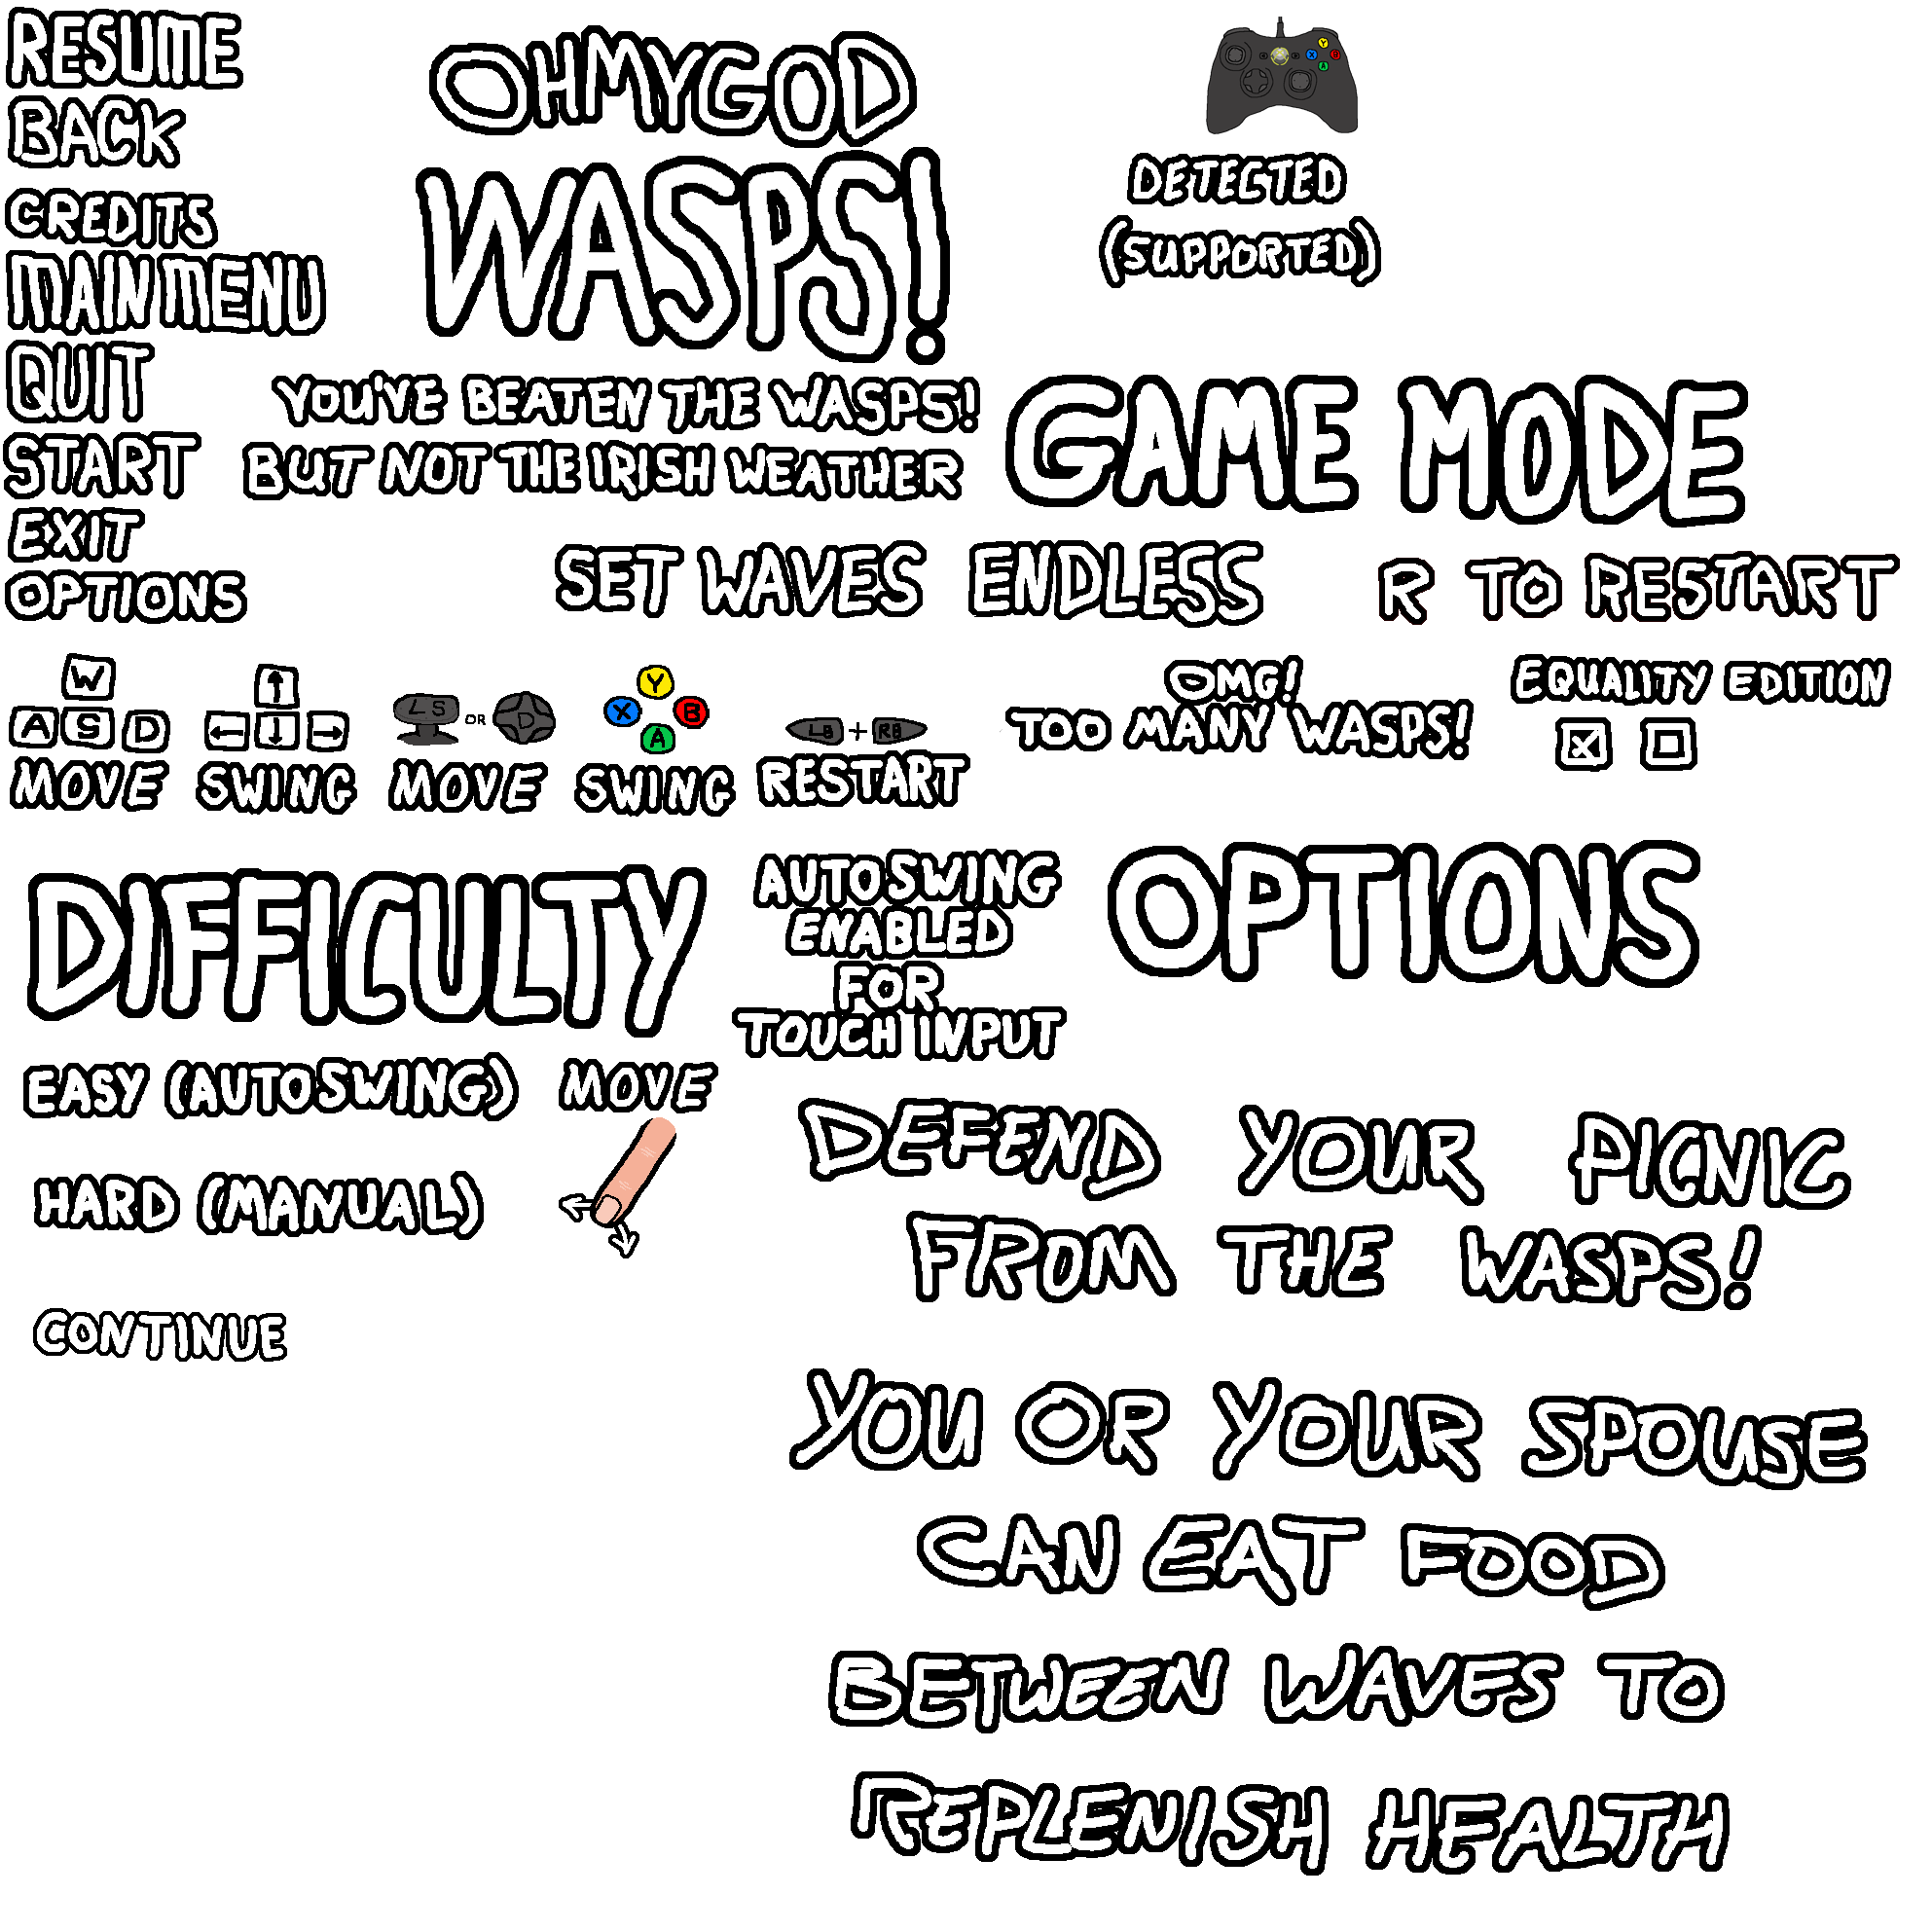 RESUME
BACK
CREDITS
MAIN MENU
QUIT
START
EXIT
OPTIONS
OHMYGOD
WASPS!
Y
X B
A
DETECTED
(SUPPORTED)
YOU'VE BEATEN THE WASPS!
BUT NOT THE IRISH WEATHER
GAME MODE
SET WAVES
ENDLESS
R TO RESTART
W
A S D
MOVE
↑
← ↓ →
SWING
LS OR D
MOVE
Y
X B
A
SWING
LB + RB
RESTART
OMG!
TOO MANY WASPS!
EQUALITY EDITION
DIFFICULTY
EASY (AUTOSWING)
HARD (MANUAL)
CONTINUE
MOVE
AUTOSWING
ENABLED
FOR
TOUCH INPUT
OPTIONS
DEFEND YOUR PICNIC
FROM THE WASPS!
YOU OR YOUR SPOUSE
CAN EAT FOOD
BETWEEN WAVES TO
REPLENISH HEALTH